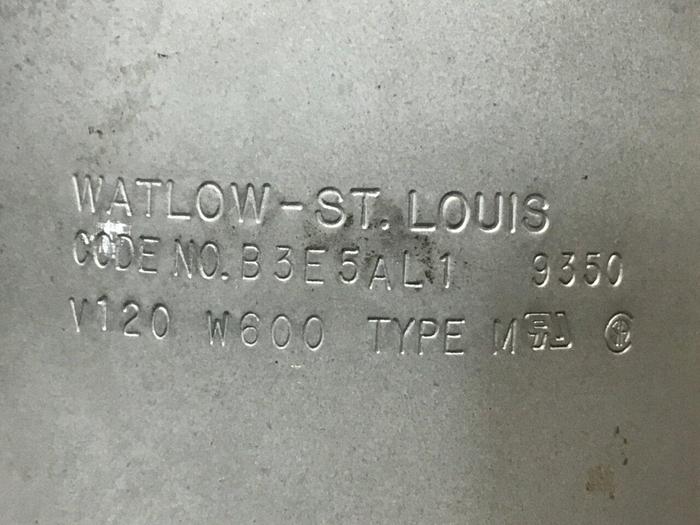 WATLOW-ST. LOUIS
CODE NO. B3E5AL1 9350
V120 W600 TYPE M